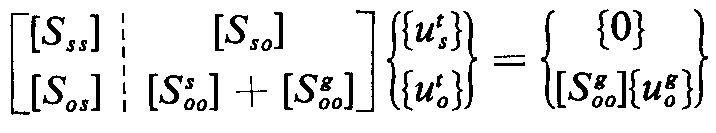 [[S_ss] ¦ [S_so]] {{u_s^t}} = {{0}}
[[S_os] ¦ [S_oo^s] + [S_oo^g]] {{u_o^t}} = {[S_oo^g]{u_o^g}}